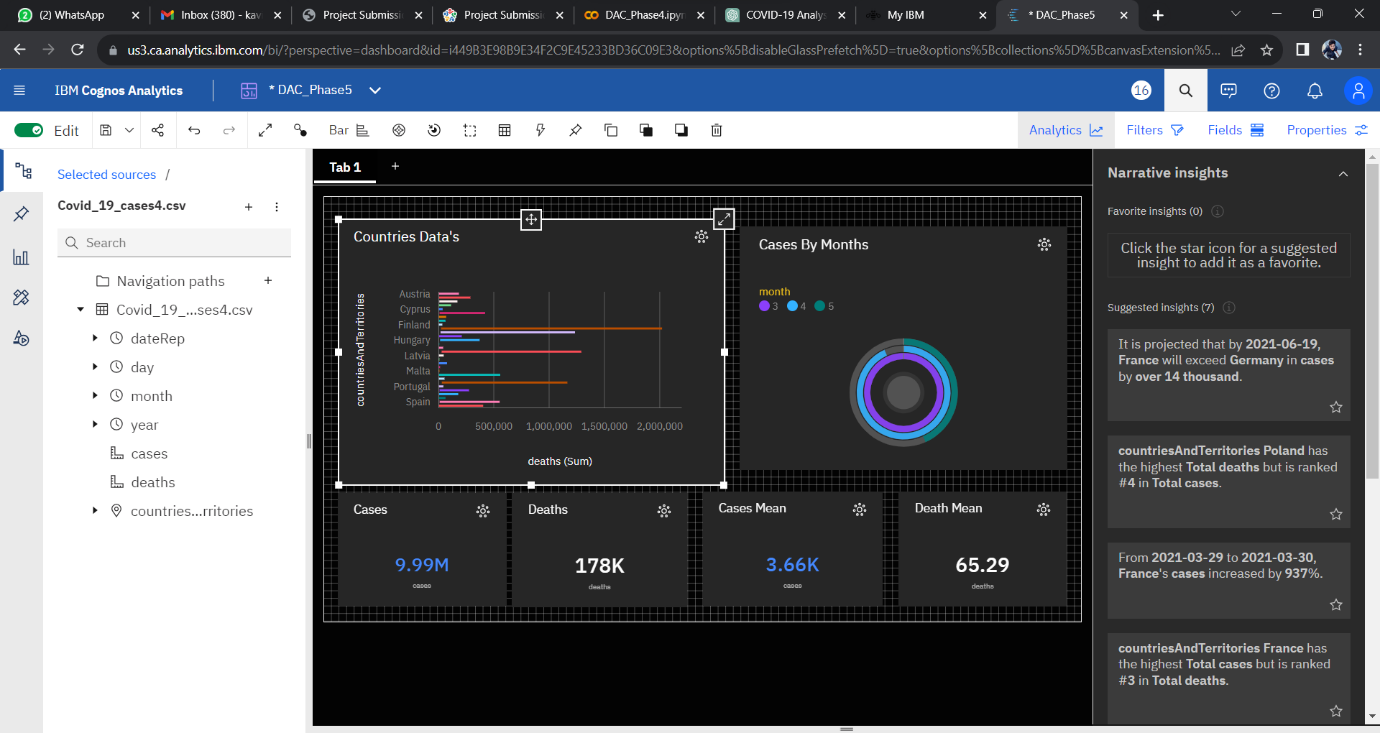 (2) WhatsApp
Inbox (380) - kav
Project Submissi
Project Submissi
DAC_Phase4.ipyn
COVID-19 Analys
My IBM
* DAC_Phase5
us3.ca.analytics.ibm.com/bi/?perspective=dashboard&id=i449B3E98B9E34F2C9E45233BD36C09E3&options%5BdisableGlassPrefetch%5D=true&options%5Bcollections%5D%5BcanvasExtension%5...
IBM Cognos Analytics
* DAC_Phase5
16
Edit
Bar
Analytics
Filters
Fields
Properties
Selected sources /
Covid_19_cases4.csv
Search
Navigation paths
Covid_19_...ses4.csv
dateRep
day
month
year
cases
deaths
countries...rritories
Tab 1
Countries Data's
countriesAndTerritories
Austria
Cyprus
Finland
Hungary
Latvia
Malta
Portugal
Spain
0 500,000 1,000,000 1,500,000 2,000,000
deaths (Sum)
Cases By Months
month
3 4 5
Cases
9.99M
cases
Deaths
178K
deaths
Cases Mean
3.66K
cases
Death Mean
65.29
deaths
Narrative insights
Favorite insights (0)
Click the star icon for a suggested
insight to add it as a favorite.
Suggested insights (7)
It is projected that by 2021-06-19,
France will exceed Germany in cases
by over 14 thousand.
countriesAndTerritories Poland has
the highest Total deaths but is ranked
#4 in Total cases.
From 2021-03-29 to 2021-03-30,
France's cases increased by 937%.
countriesAndTerritories France has
the highest Total cases but is ranked
#3 in Total deaths.